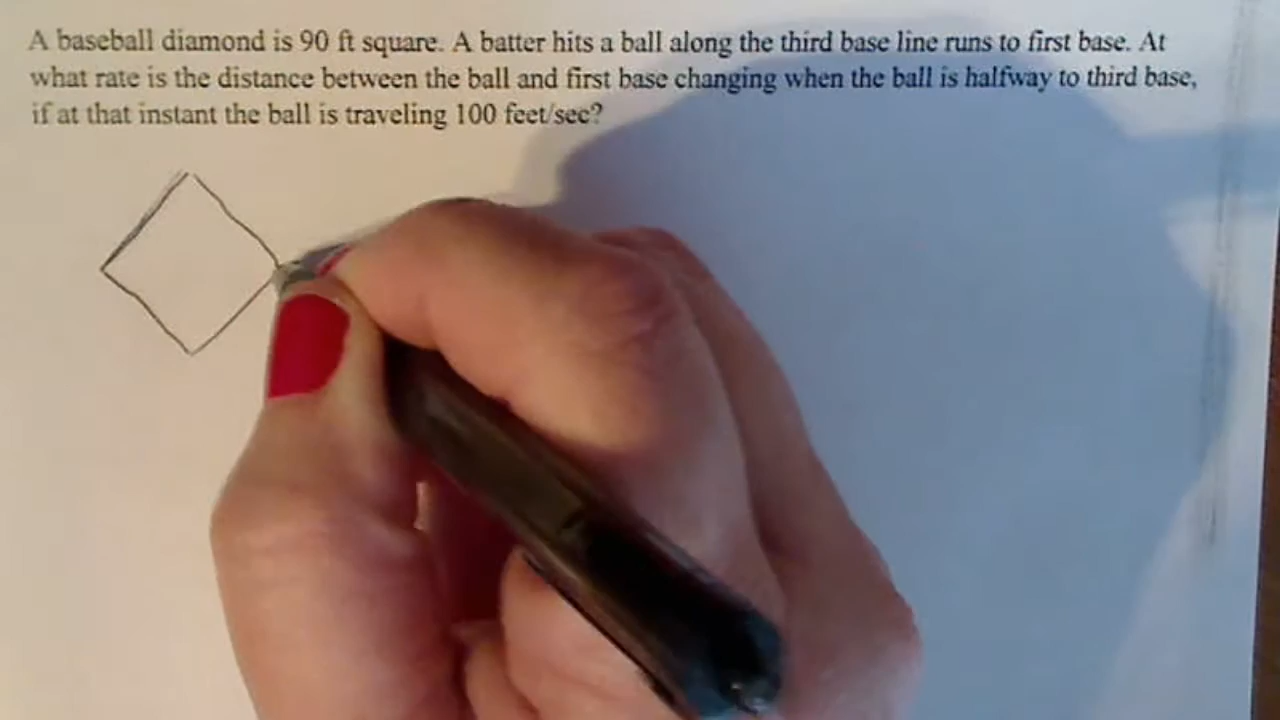 A baseball diamond is 90 ft square. A batter hits a ball along the third base line runs to first base. At
what rate is the distance between the ball and first base changing when the ball is halfway to third base,
if at that instant the ball is traveling 100 feet/sec?